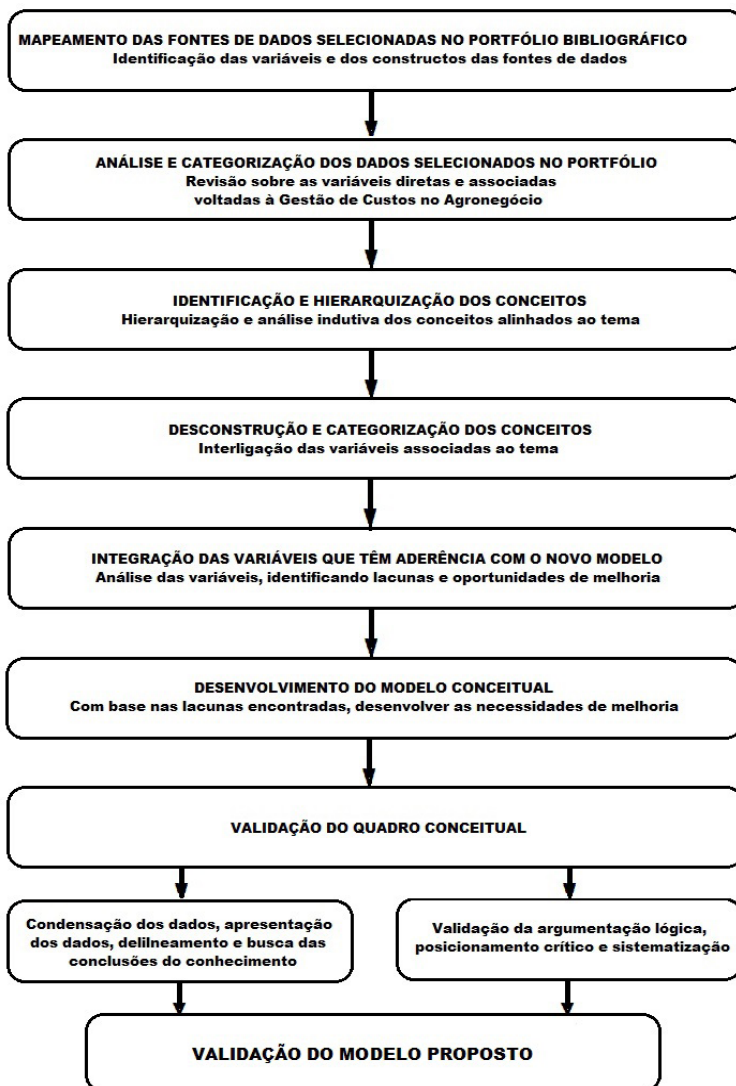 MAPEAMENTO DAS FONTES DE DADOS SELECIONADAS NO PORTFÓLIO BIBLIOGRÁFICO
Identificação das variáveis e dos constructos das fontes de dados
ANÁLISE E CATEGORIZAÇÃO DOS DADOS SELECIONADOS NO PORTFÓLIO
Revisão sobre as variáveis diretas e associadas
voltadas à Gestão de Custos no Agronegócio
IDENTIFICAÇÃO E HIERARQUIZAÇÃO DOS CONCEITOS
Hierarquização e análise indutiva dos conceitos alinhados ao tema
DESCONSTRUÇÃO E CATEGORIZAÇÃO DOS CONCEITOS
Interligação das variáveis associadas ao tema
INTEGRAÇÃO DAS VARIÁVEIS QUE TÊM ADERÊNCIA COM O NOVO MODELO
Análise das variáveis, identificando lacunas e oportunidades de melhoria
DESENVOLVIMENTO DO MODELO CONCEITUAL
Com base nas lacunas encontradas, desenvolver as necessidades de melhoria
VALIDAÇÃO DO QUADRO CONCEITUAL
Condensação dos dados, apresentação
dos dados, delilneamento e busca das
conclusões do conhecimento
Validação da argumentação lógica,
posicionamento crítico e sistematização
VALIDAÇÃO DO MODELO PROPOSTO